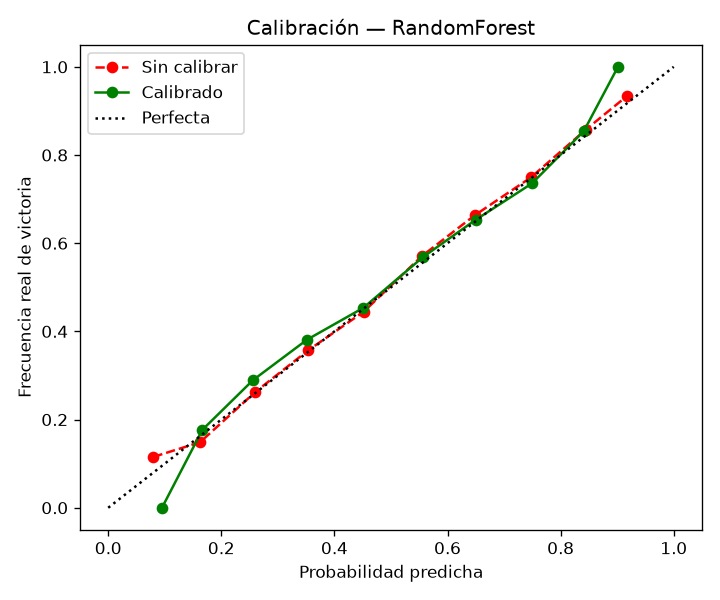 Calibración — RandomForest
Sin calibrar
Calibrado
Perfecta
Frecuencia real de victoria
1.0
0.8
0.6
0.4
0.2
0.0
0.0 0.2 0.4 0.6 0.8 1.0
Probabilidad predicha